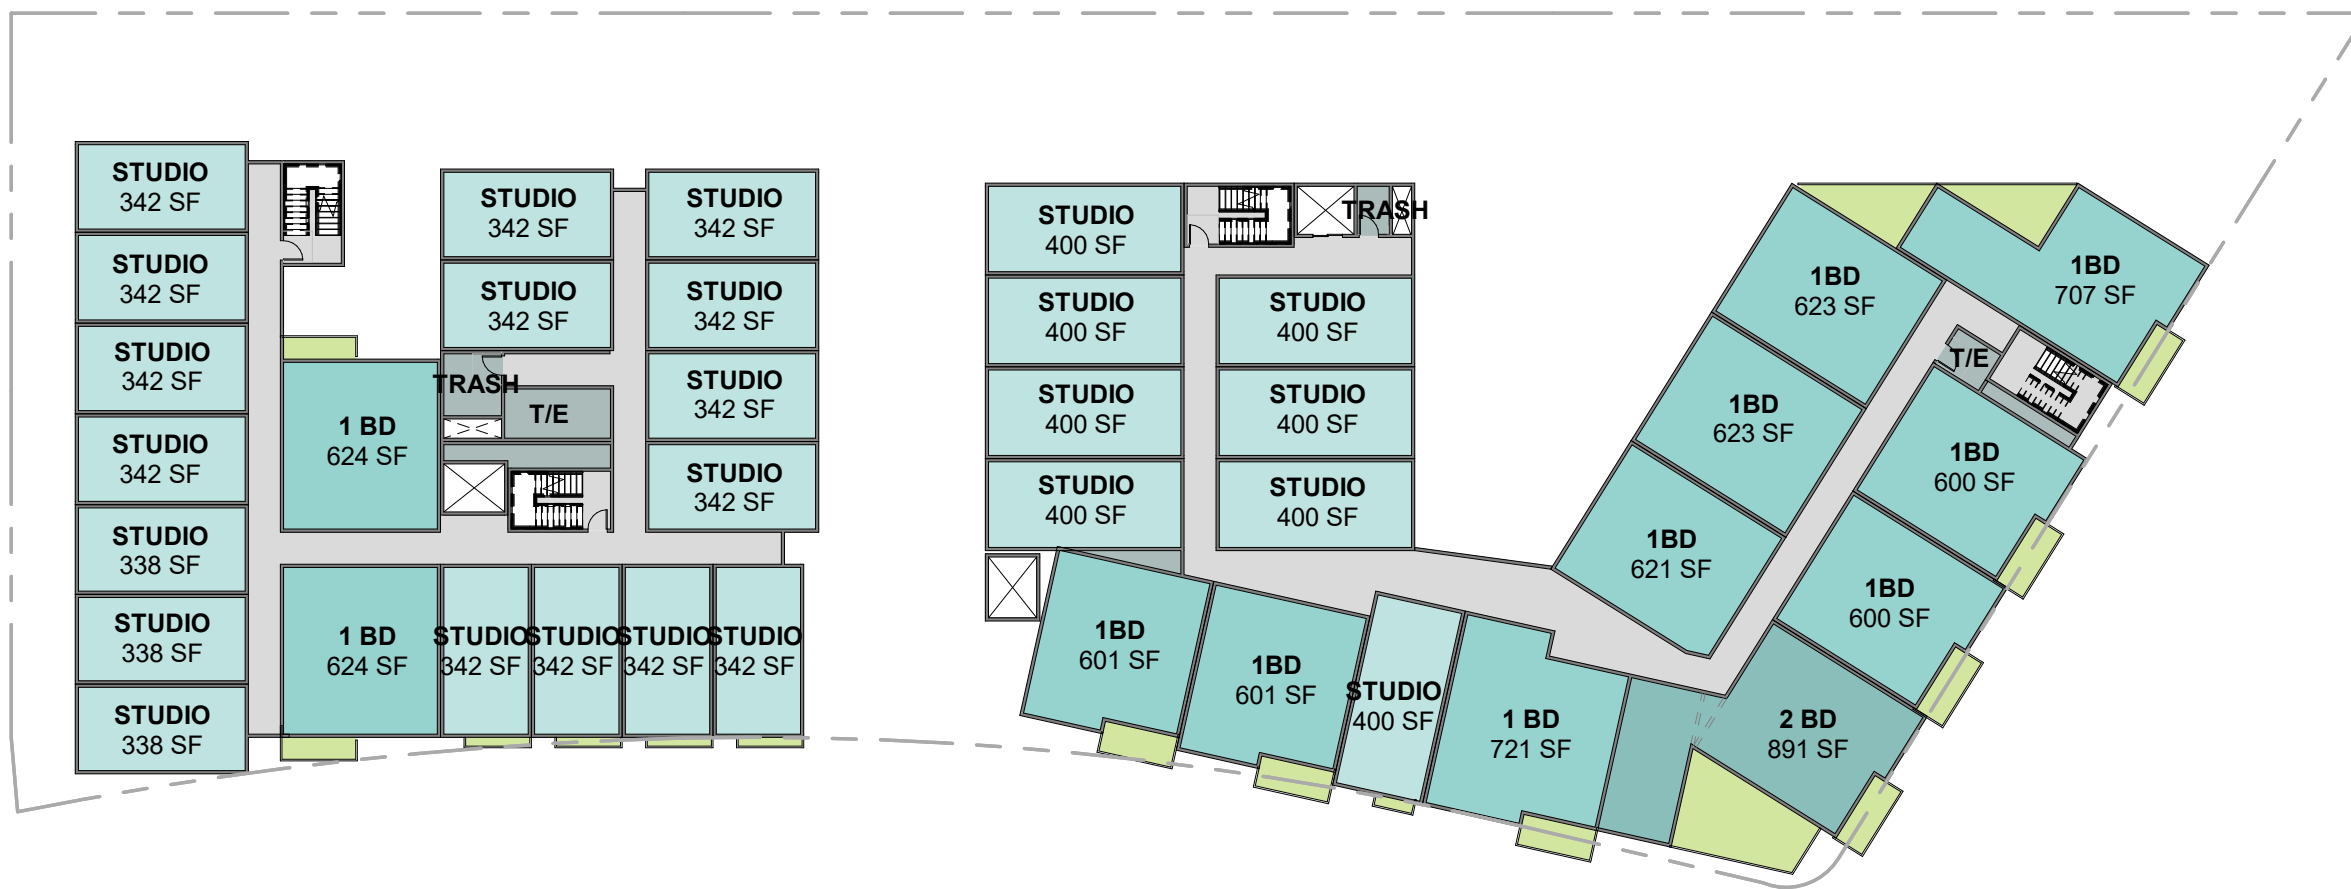 STUDIO
342 SF
STUDIO
342 SF
STUDIO
342 SF
STUDIO
342 SF
STUDIO
338 SF
STUDIO
338 SF
STUDIO
338 SF
1 BD
624 SF
1 BD
624 SF
STUDIO
342 SF
STUDIO
342 SF
TRASH
T/E
STUDIO
342 SF
STUDIO
342 SF
STUDIO
342 SF
STUDIO
342 SF
STUDIO
342 SF
STUDIO
342 SF
STUDIO
342 SF
STUDIO
342 SF
STUDIO
400 SF
STUDIO
400 SF
STUDIO
400 SF
STUDIO
400 SF
TRASH
STUDIO
400 SF
STUDIO
400 SF
STUDIO
400 SF
1BD
601 SF
1BD
601 SF
STUDIO
400 SF
1 BD
721 SF
2 BD
891 SF
1BD
623 SF
1BD
623 SF
1BD
621 SF
1BD
707 SF
T/E
1BD
600 SF
1BD
600 SF